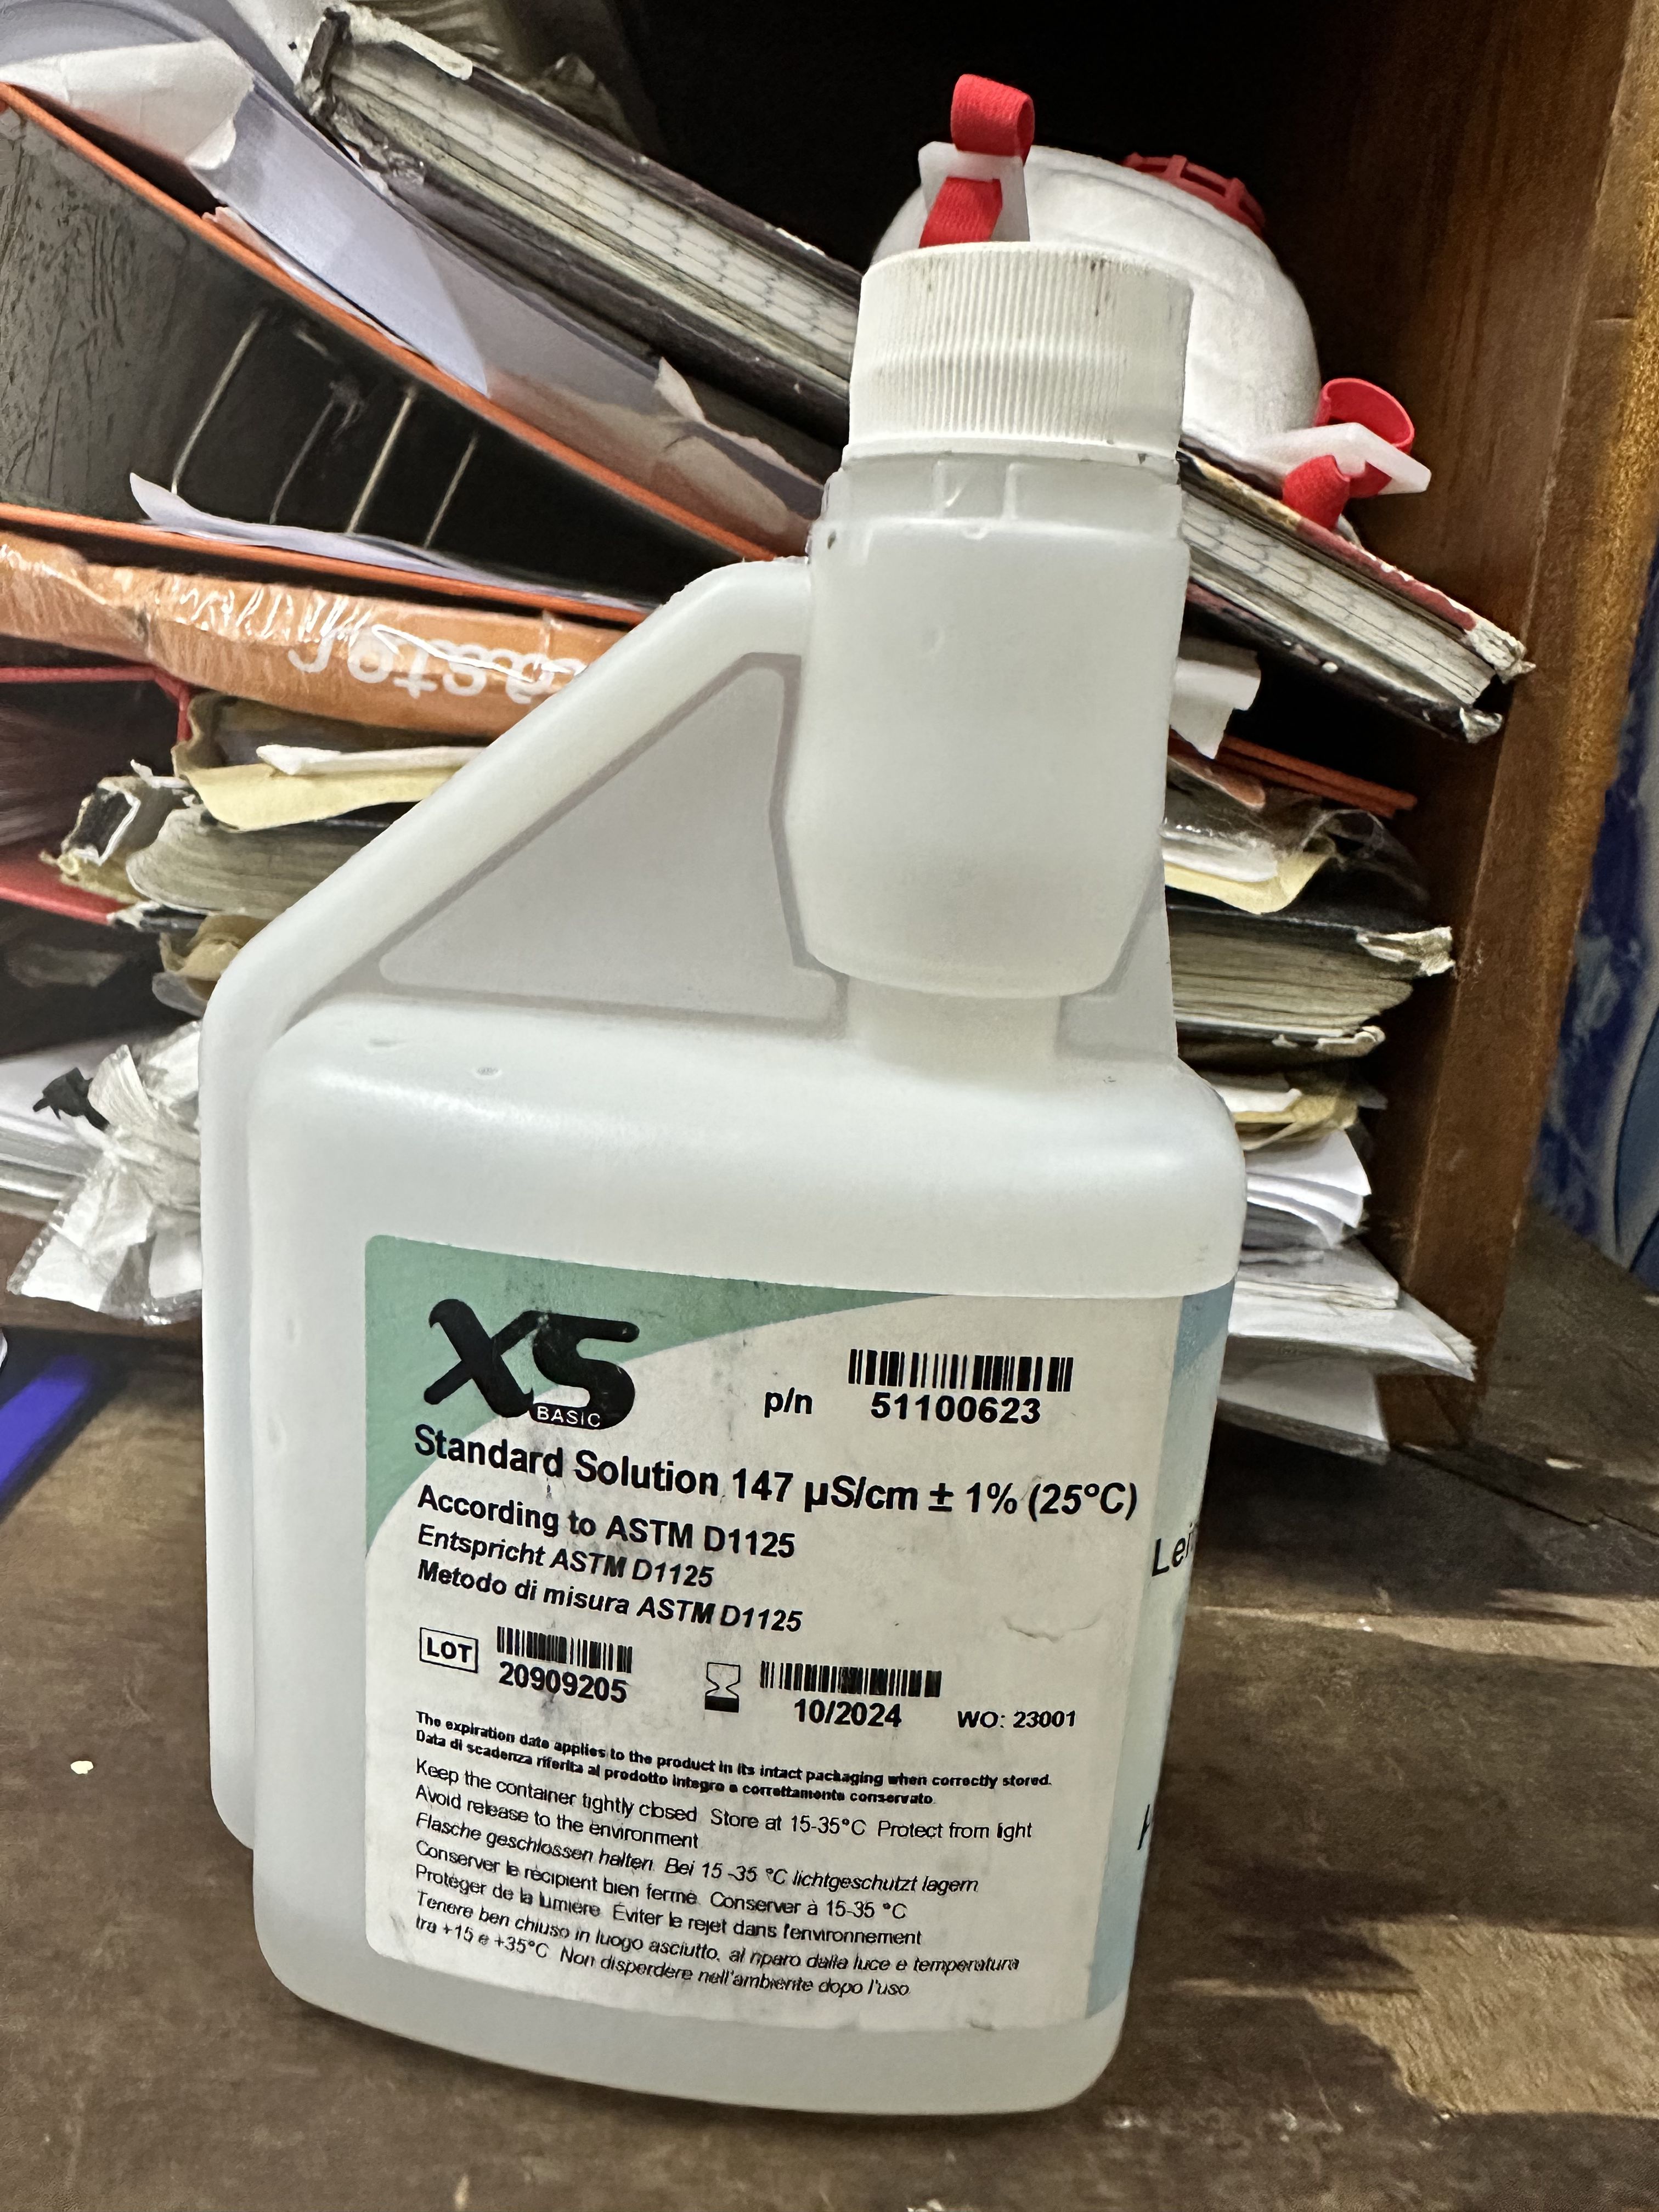 XS
BASIC
p/n 51100623
Standard Solution 147 µS/cm ± 1% (25°C)
According to ASTM D1125
Entspricht ASTM D1125
Metodo di misura ASTM D1125
LOT 20909205
10/2024 WO: 23001
The expiration date applies to the product in its intact packaging when correctly stored.
Data di scadenza riferita al prodotto integro e correttamente conservato.
Keep the container tightly closed Store at 15-35°C Protect from light
Avoid release to the environment
Flasche geschlossen halten. Bei 15 -35 °C lichtgeschutzt lagern
Conserver le récipient bien fermé. Conserver à 15-35 °C
Protéger de la lumière. Éviter le rejet dans l'environnement
Tenere ben chiuso in luogo asciutto, al riparo dalla luce e temperatura
tra +15 e +35°C Non disperdere nell'ambiente dopo l'uso